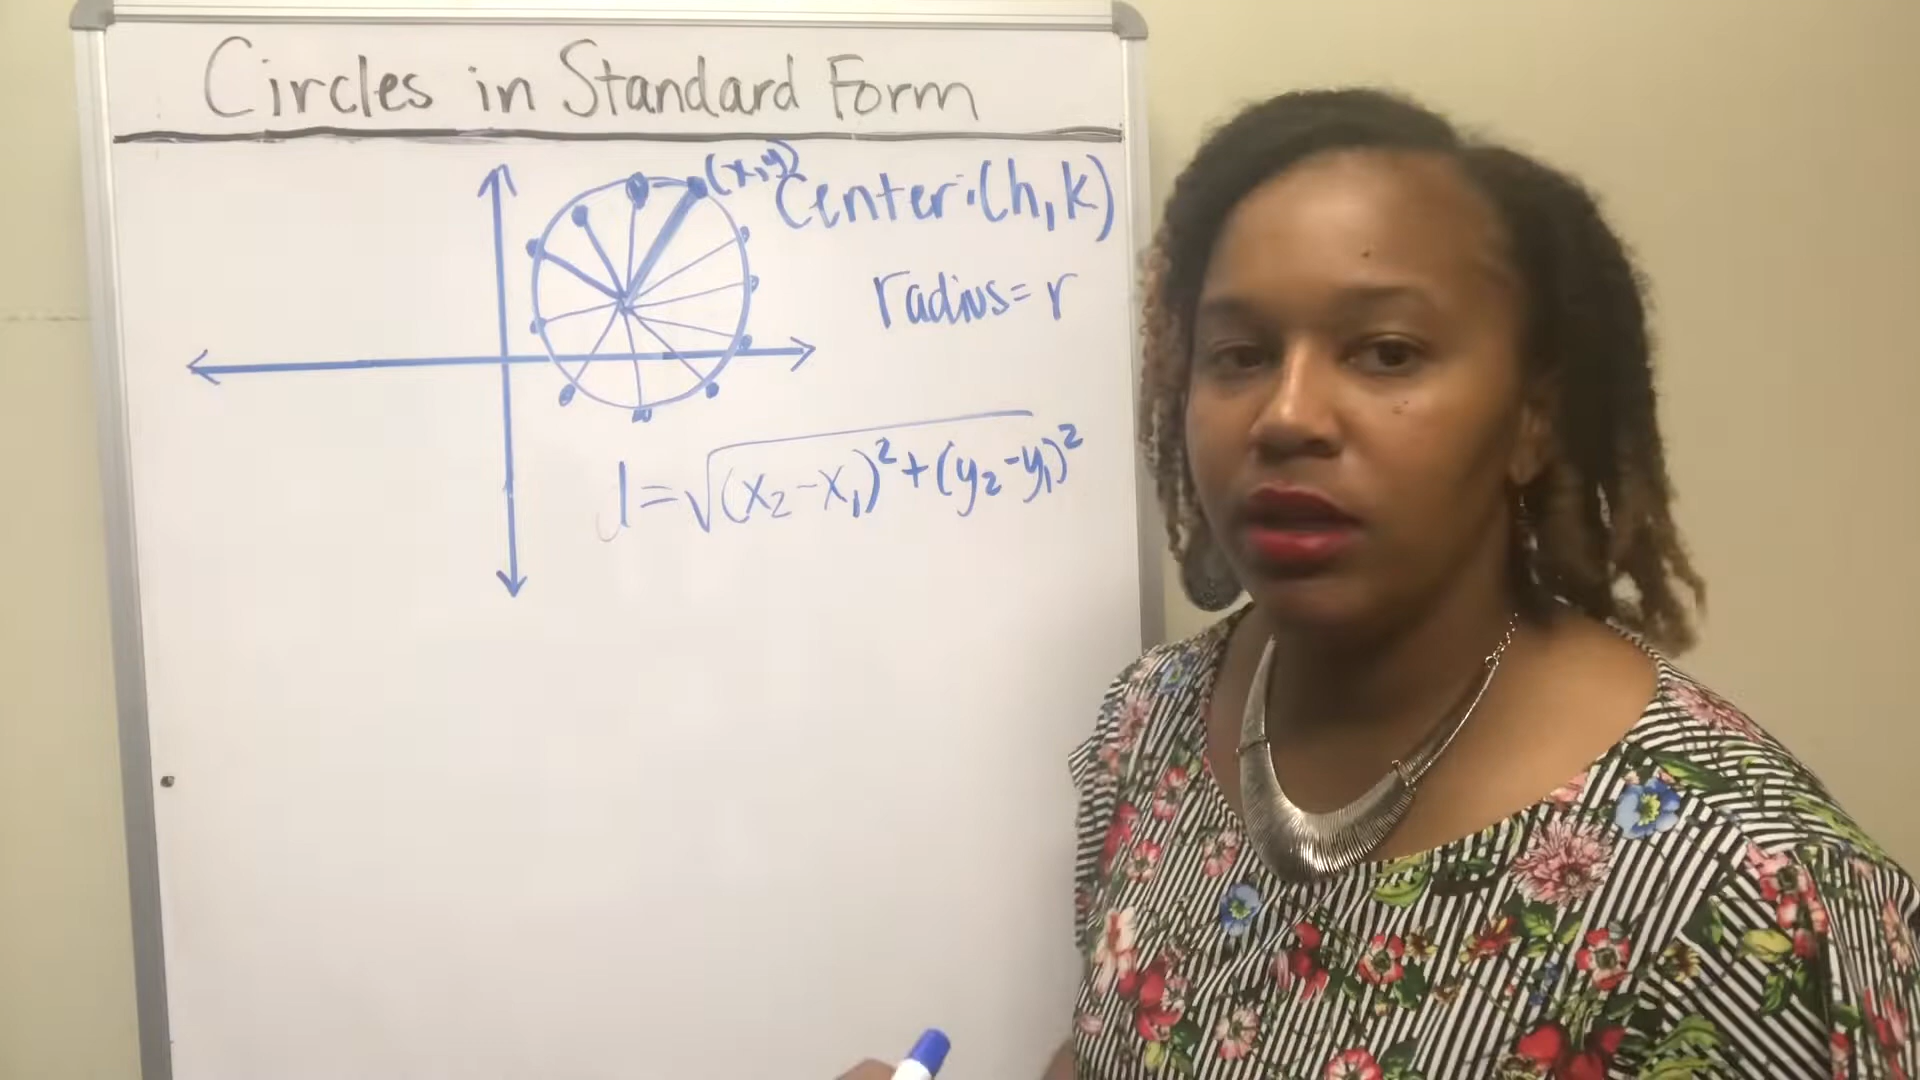 Circles in Standard Form
(x,y)
Center:(h,k)
radius=r
d=√(x₂-x₁)²+(y₂-y₁)²